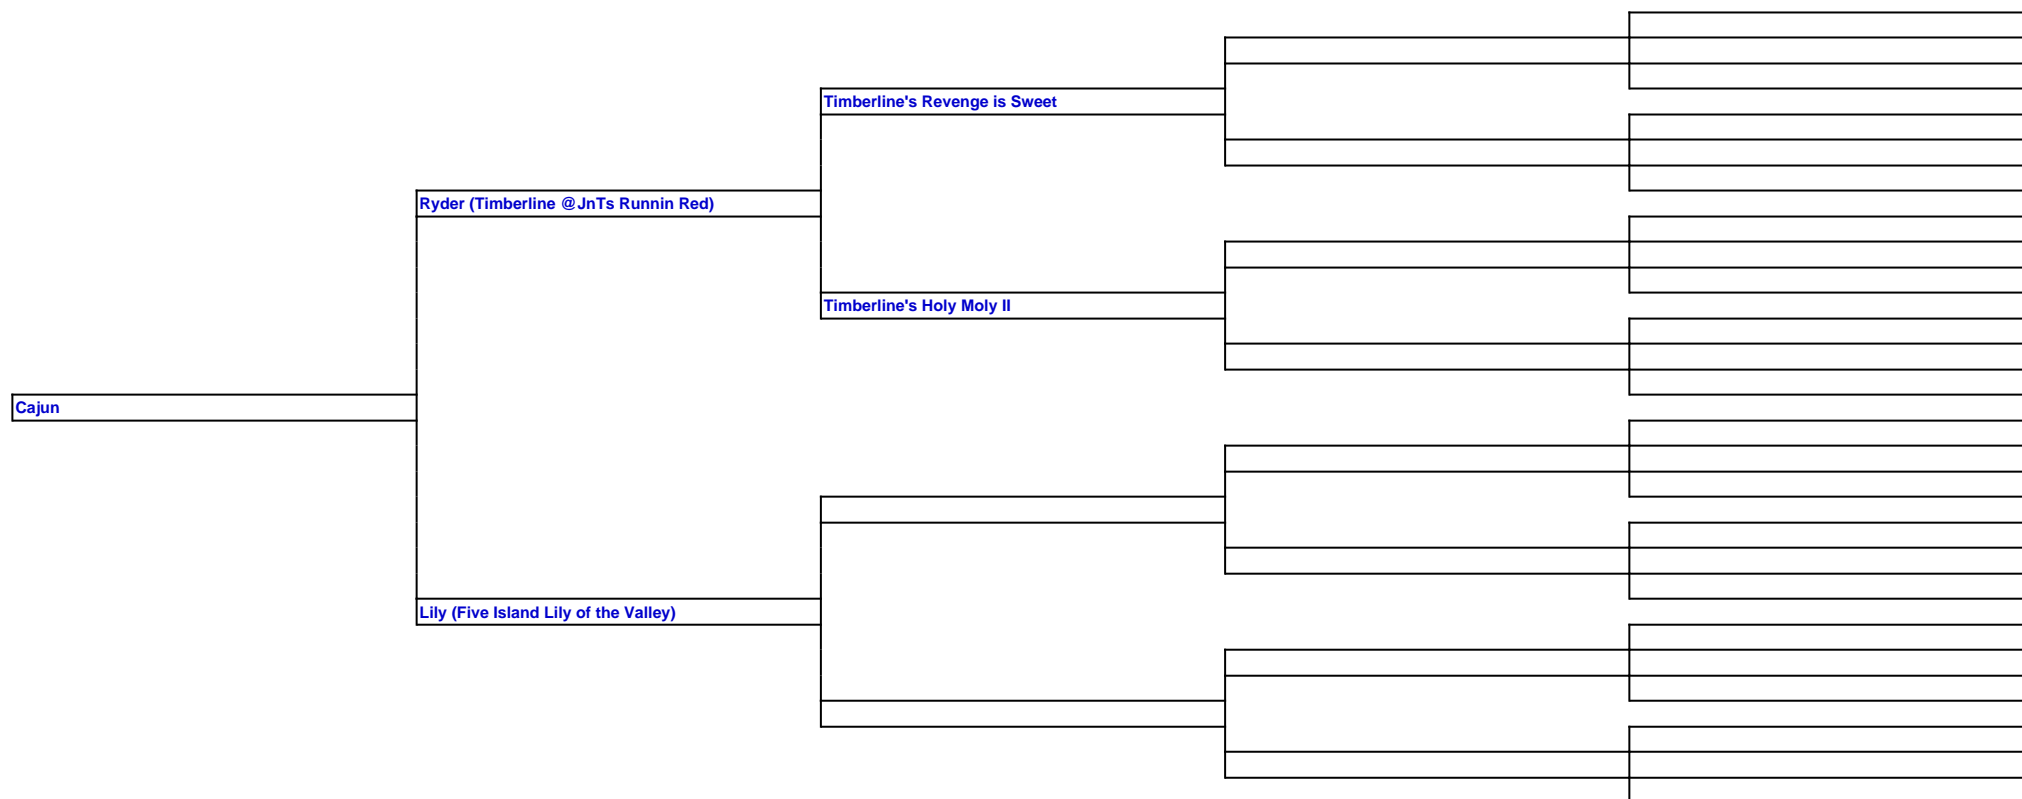 Timberline's Revenge is Sweet
Ryder (Timberline @JnTs Runnin Red)
Timberline's Holy Moly II
Cajun
Lily (Five Island Lily of the Valley)